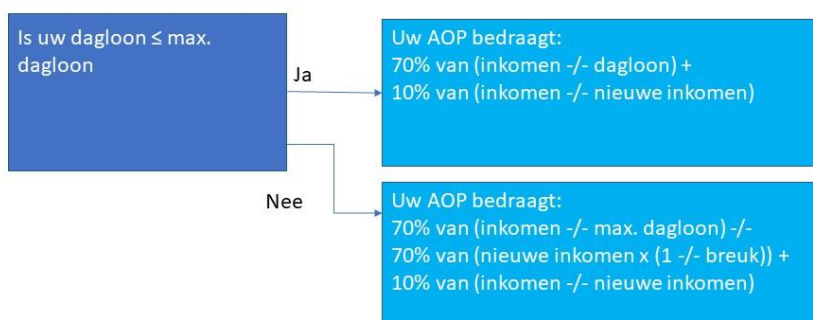 Is uw dagloon ≤ max.
dagloon
Ja
Uw AOP bedraagt:
70% van (inkomen -/- dagloon) +
10% van (inkomen -/- nieuwe inkomen)
Nee
Uw AOP bedraagt:
70% van (inkomen -/- max. dagloon) -/-
70% van (nieuwe inkomen x (1 -/- breuk)) +
10% van (inkomen -/- nieuwe inkomen)